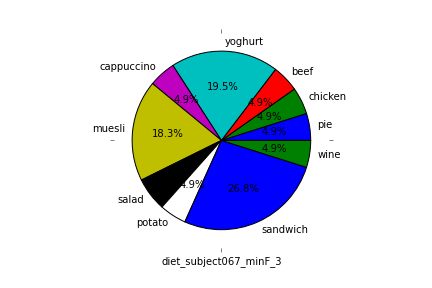 yoghurt
cappuccino
beef
19.5%
4.9%
4.9%
chicken
4.9%
muesli
18.3%
pie
4.9%
4.9%
wine
4.9%
26.8%
salad
potato
sandwich
diet_subject067_minF_3